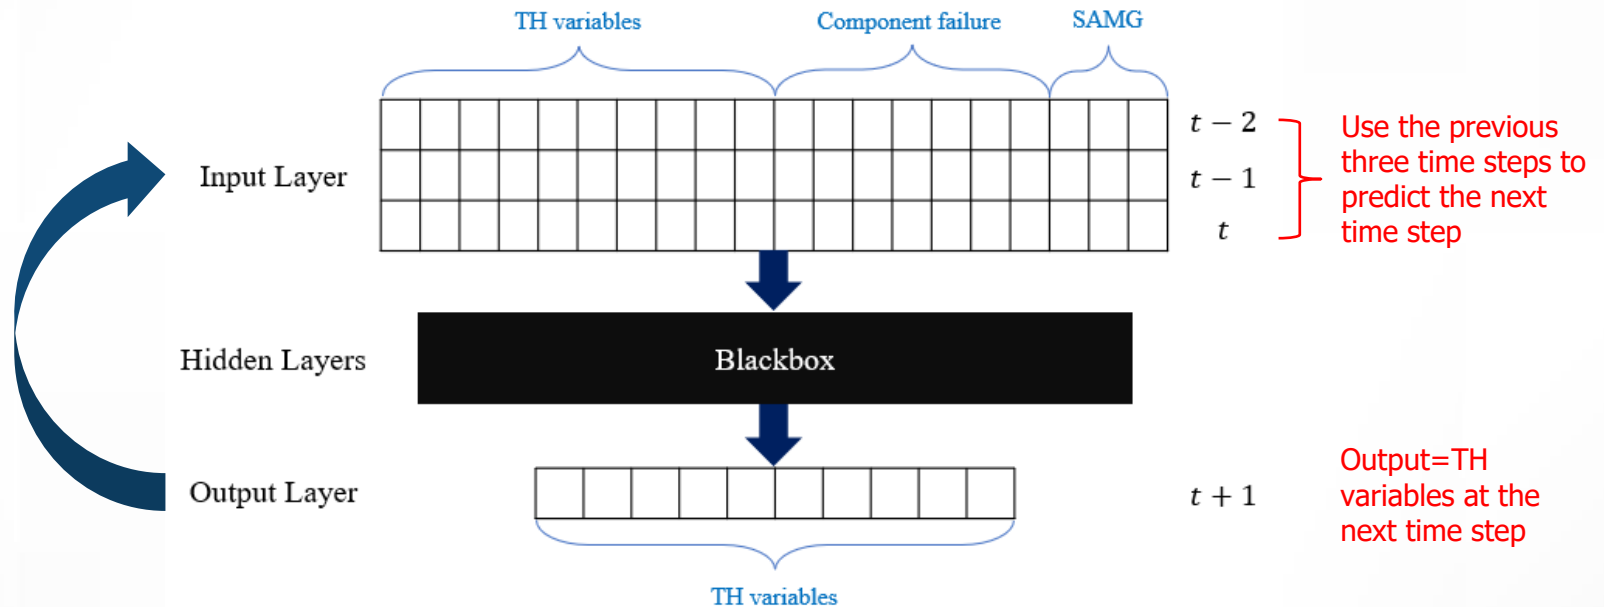 TH variables
Component failure
SAMG
Input Layer
t − 2
t − 1
t
Use the previous
three time steps to
predict the next
time step
Hidden Layers
Blackbox
Output Layer
t + 1
Output=TH
variables at the
next time step
TH variables